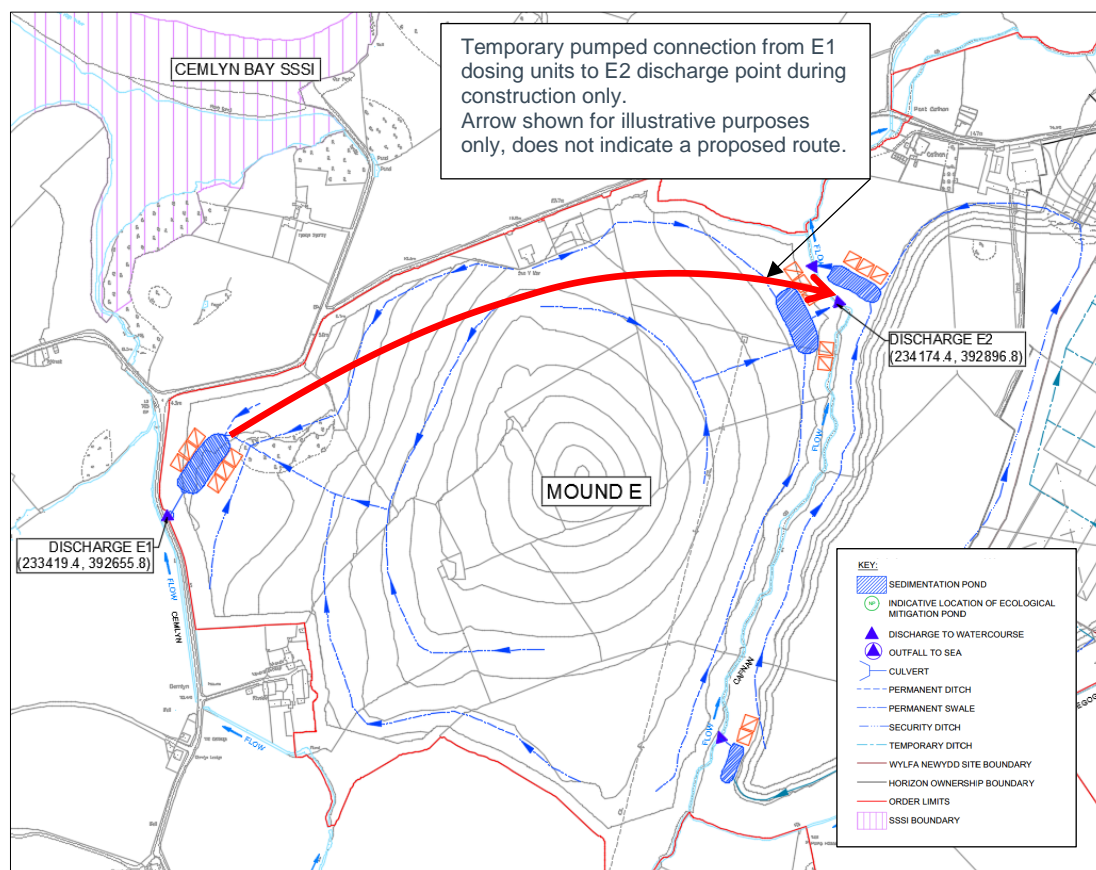 CEMLYN BAY SSSI
Temporary pumped connection from E1
dosing units to E2 discharge point during
construction only.
Arrow shown for illustrative purposes
only, does not indicate a proposed route.
Pond
Cafnan
DISCHARGE E2
(234174.4, 392896.8)
MOUND E
DISCHARGE E1
(233419.4, 392655.8)
FLOW
CEMLYN
FLOW
FLOW
CAFNAN
FLOW
KEY:
SEDIMENTATION POND
NP
INDICATIVE LOCATION OF ECOLOGICAL
MITIGATION POND
DISCHARGE TO WATERCOURSE
OUTFALL TO SEA
CULVERT
PERMANENT DITCH
PERMANENT SWALE
SECURITY DITCH
TEMPORARY DITCH
WYLFA NEWYDD SITE BOUNDARY
HORIZON OWNERSHIP BOUNDARY
ORDER LIMITS
SSSI BOUNDARY